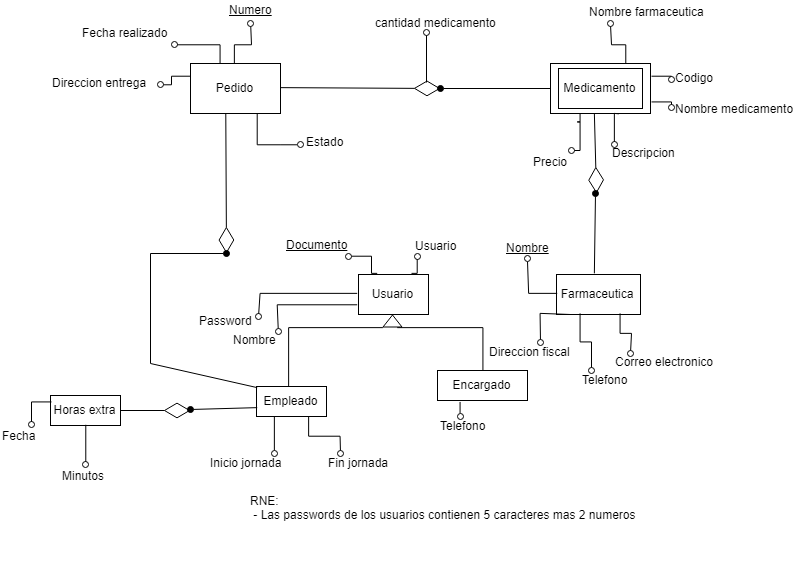 Numero
Nombre farmaceutica
cantidad medicamento
Fecha realizado
Codigo
Direccion entrega
Pedido
Medicamento
Nombre medicamento
Estado
Precio
Descripcion
Documento
Usuario
Nombre
Usuario
Farmaceutica
Password
Nombre
Direccion fiscal
Correo electronico
Telefono
Encargado
Empleado
Horas extra
Telefono
Fecha
Inicio jornada
Fin jornada
Minutos
RNE:
- Las passwords de los usuarios contienen 5 caracteres mas 2 numeros